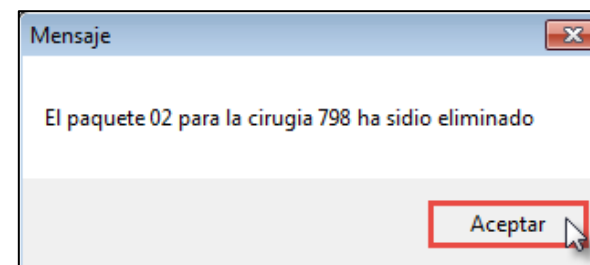 Mensaje
El paquete 02 para la cirugia 798 ha sidio eliminado
Aceptar